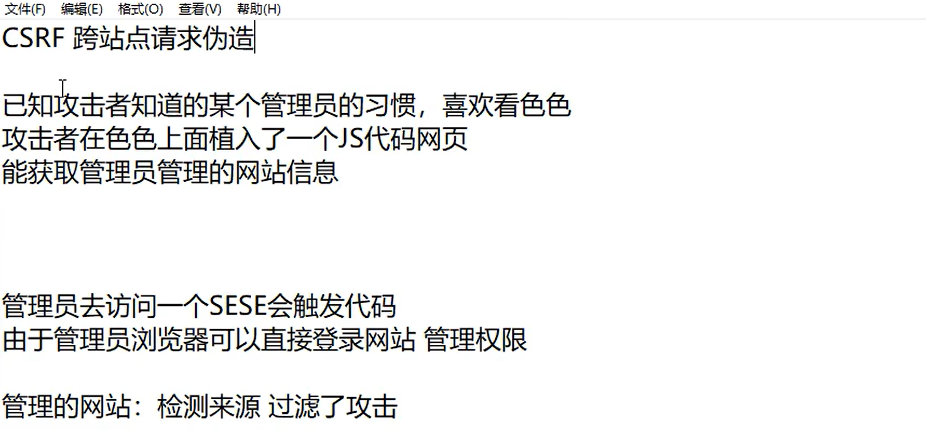 文件(F) 编辑(E) 格式(O) 查看(V) 帮助(H)
CSRF 跨站点请求伪造
已知攻击者知道的某个管理员的习惯，喜欢看色色
攻击者在色色上面植入了一个JS代码网页
能获取管理员管理的网站信息
管理员去访问一个SESE会触发代码
由于管理员浏览器可以直接登录网站 管理权限
管理的网站：检测来源 过滤了攻击